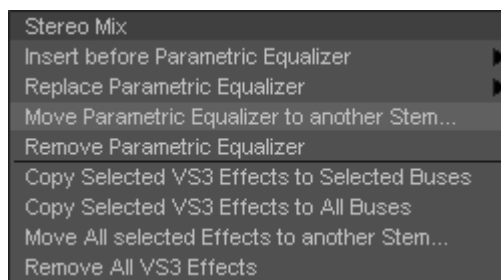 Stereo Mix
Insert before Parametric Equalizer
Replace Parametric Equalizer
Move Parametric Equalizer to another Stem...
Remove Parametric Equalizer
Copy Selected VS3 Effects to Selected Buses
Copy Selected VS3 Effects to All Buses
Move All selected Effects to another Stem...
Remove All VS3 Effects